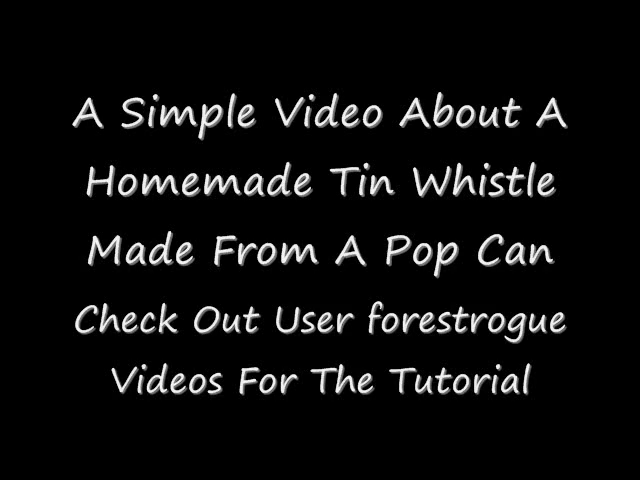 A Simple Video About A
Homemade Tin Whistle
Made From A Pop Can
Check Out User forestrogue
Videos For The Tutorial